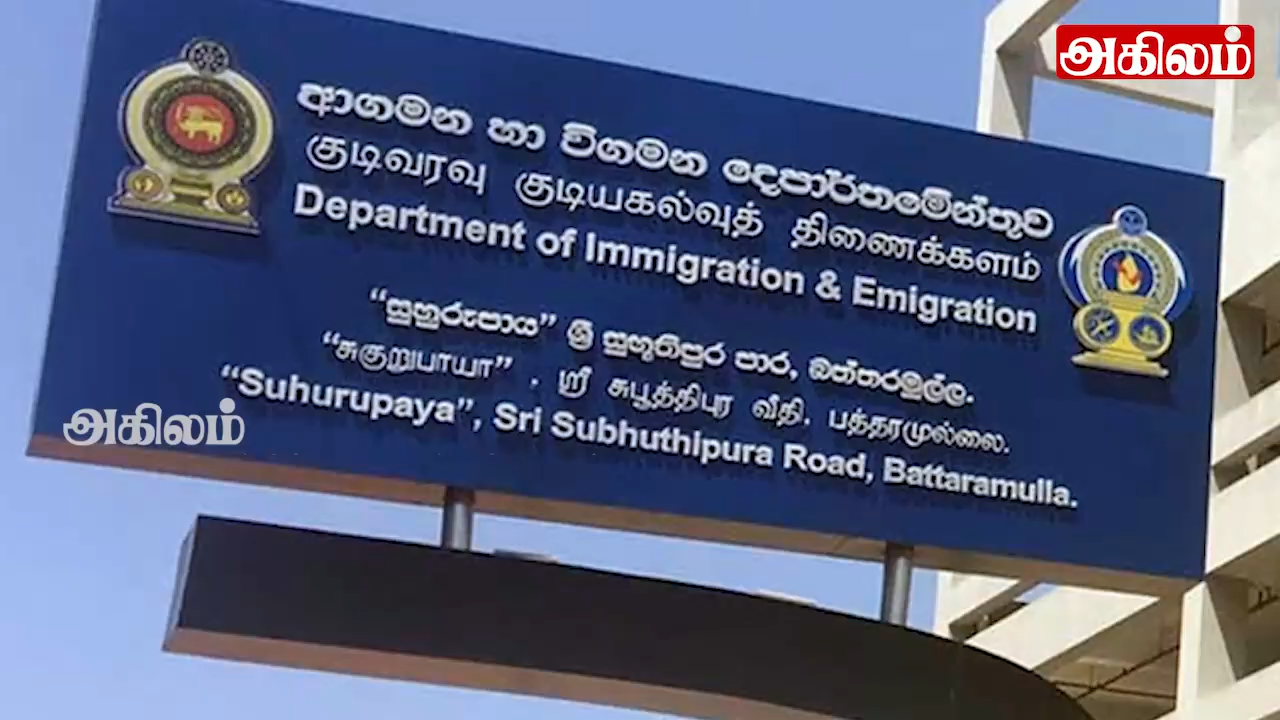 அகிலம்
ආගමන හා විගමන දෙපාර්තමේන්තුව
குடிவரவு குடியகல்வுத் திணைக்களம்
Department of Immigration & Emigration
“සුහුරුපාය” ශ්‍රී සුභූතිපුර පාර, බත්තරමුල්ල.
“சுகுறுபாயா” . ஸ்ரீ சுபூத்திபுர வீதி. பத்தரமுல்லை.
“Suhurupaya”, Sri Subhuthipura Road, Battaramulla.
அகிலம்